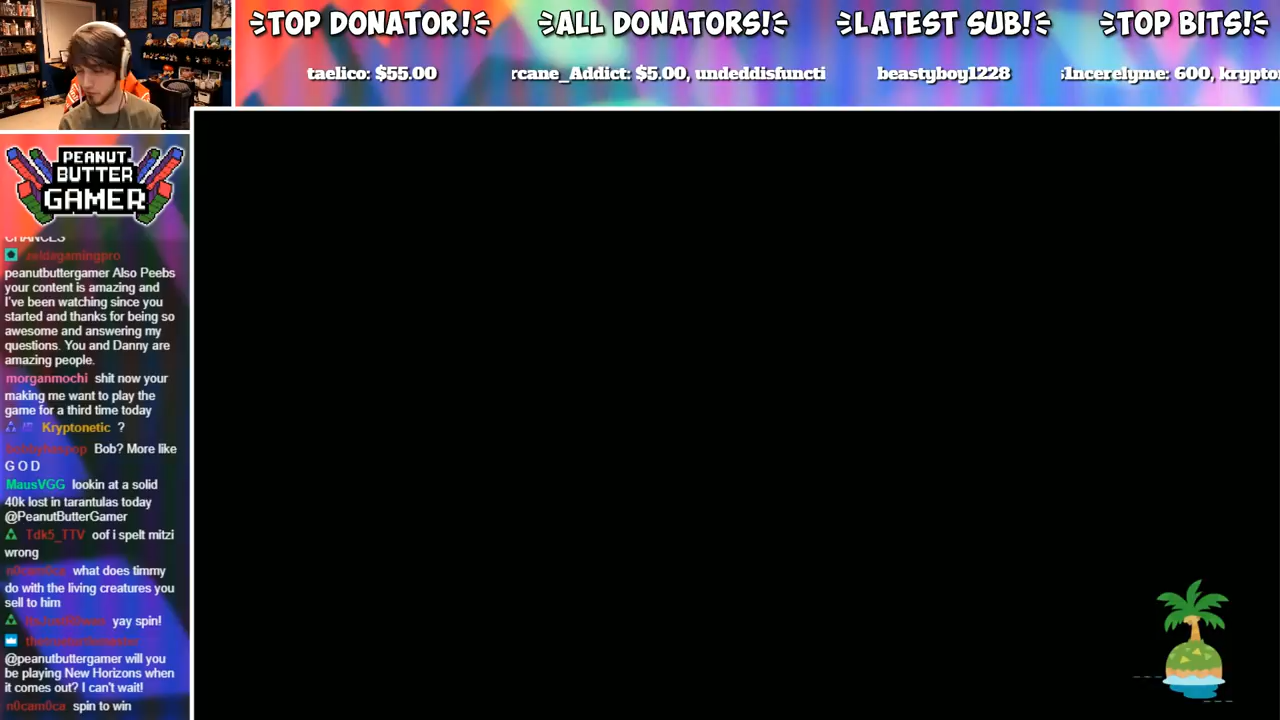 TOP DONATOR!
ALL DONATORS!
LATEST SUB!
TOP BITS!
taelico: $55.00
rcane_Addict: $5.00, undeddisfuncti
beastyboy1228
1ncerelyme: 600, krypto
PEANUT
BUTTER
GAMER
CHANCES
zeldagamingpro
peanutbuttergamer Also Peebs
your content is amazing and
I've been watching since you
started and thanks for being so
awesome and answering my
questions. You and Danny are
amazing people.
morganmochi shit now your
making me want to play the
game for a third time today
Kryptonetic ?
Bob? More like
G O D
MausVGG lookin at a solid
40k lost in tarantulas today
@PeanutButterGamer
Tdk5_TTV oof i spelt mitzi
wrong
n0cam0ca what does timmy
do with the living creatures you
sell to him
yay spin!
@peanutbuttergamer will you
be playing New Horizons when
it comes out? I can't wait!
n0cam0ca spin to win